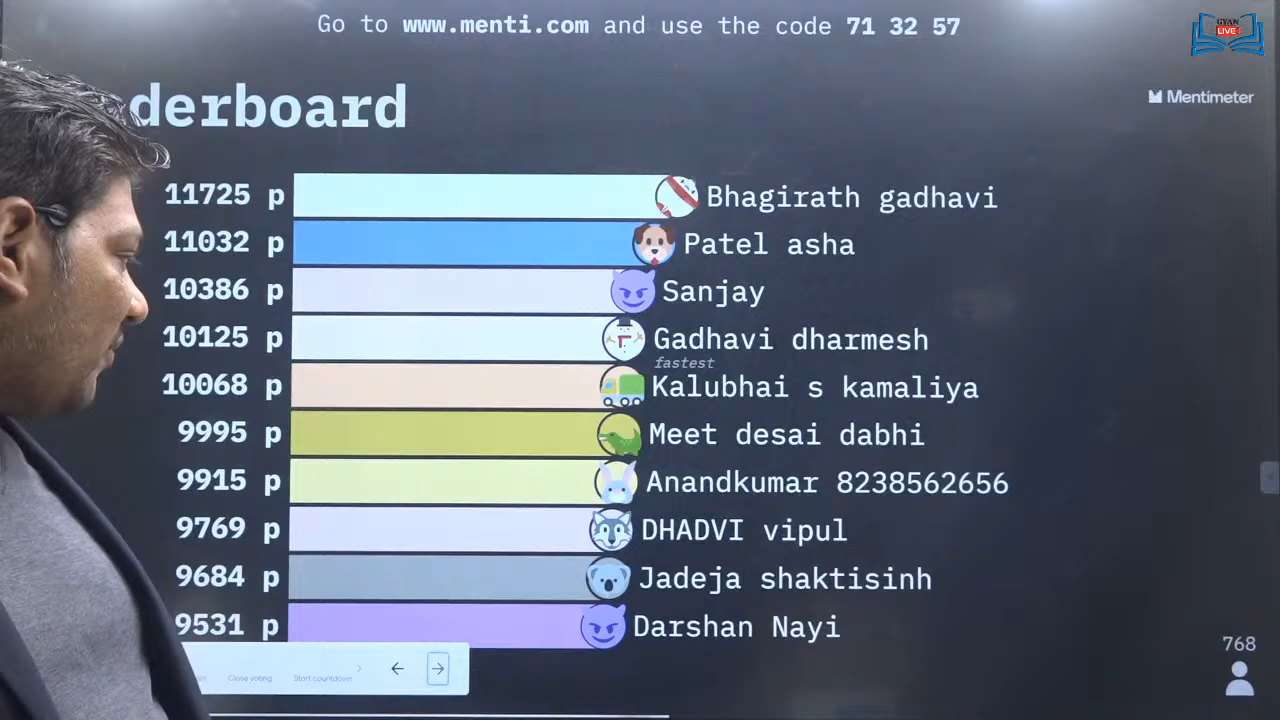 Go to www.menti.com and use the code 71 32 57
GYAN
LIVE
derboard
Mentimeter
11725 p Bhagirath gadhavi
11032 p Patel asha
10386 p Sanjay
10125 p Gadhavi dharmesh
fastest
10068 p Kalubhai s kamaliya
9995 p Meet desai dabhi
9915 p Anandkumar 8238562656
9769 p DHADVI vipul
9684 p Jadeja shaktisinh
9531 p Darshan Nayi
768
Close voting Start countdown